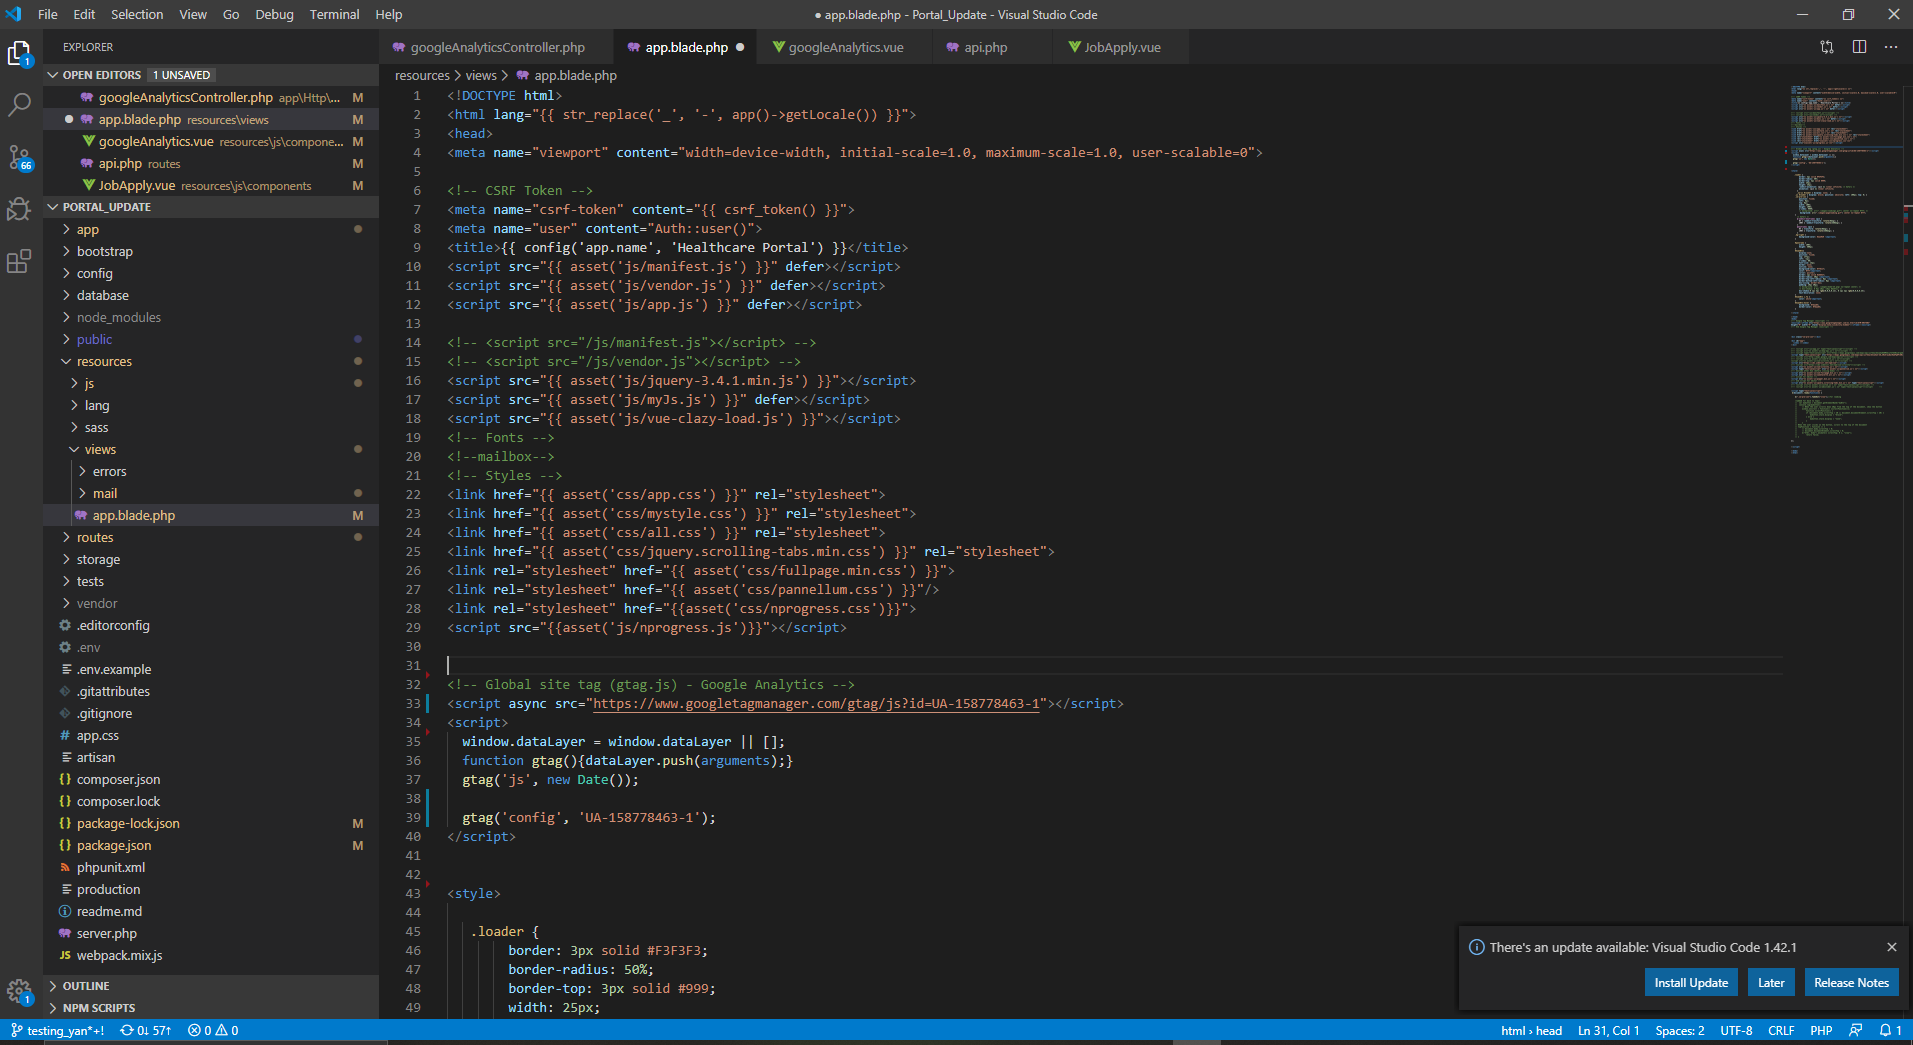 File Edit Selection View Go Debug Terminal Help
● app.blade.php - Portal_Update - Visual Studio Code
EXPLORER
OPEN EDITORS 1 UNSAVED
googleAnalyticsController.php app\Http\... M
app.blade.php resources\views M
googleAnalytics.vue resources\js\compone... M
api.php routes M
JobApply.vue resources\js\components M
PORTAL_UPDATE
app
bootstrap
config
database
node_modules
public
resources
js
lang
sass
views
errors
mail
app.blade.php M
routes
storage
tests
vendor
.editorconfig
.env
.env.example
.gitattributes
.gitignore
# app.css
artisan
{} composer.json
{} composer.lock
{} package-lock.json M
{} package.json M
phpunit.xml
production
readme.md
server.php
JS webpack.mix.js
OUTLINE
NPM SCRIPTS
1
66
1
googleAnalyticsController.php app.blade.php ● googleAnalytics.vue api.php JobApply.vue
resources > views > app.blade.php
1 <!DOCTYPE html>
2 <html lang="{{ str_replace('_', '-', app()->getLocale()) }}">
3 <head>
4 <meta name="viewport" content="width=device-width, initial-scale=1.0, maximum-scale=1.0, user-scalable=0">
5
6 <!-- CSRF Token -->
7 <meta name="csrf-token" content="{{ csrf_token() }}">
8 <meta name="user" content="Auth::user()">
9 <title>{{ config('app.name', 'Healthcare Portal') }}</title>
10 <script src="{{ asset('js/manifest.js') }}" defer></script>
11 <script src="{{ asset('js/vendor.js') }}" defer></script>
12 <script src="{{ asset('js/app.js') }}" defer></script>
13
14 <!-- <script src="/js/manifest.js"></script> -->
15 <!-- <script src="/js/vendor.js"></script> -->
16 <script src="{{ asset('js/jquery-3.4.1.min.js') }}"></script>
17 <script src="{{ asset('js/myJs.js') }}" defer></script>
18 <script src="{{ asset('js/vue-clazy-load.js') }}"></script>
19 <!-- Fonts -->
20 <!--mailbox-->
21 <!-- Styles -->
22 <link href="{{ asset('css/app.css') }}" rel="stylesheet">
23 <link href="{{ asset('css/mystyle.css') }}" rel="stylesheet">
24 <link href="{{ asset('css/all.css') }}" rel="stylesheet">
25 <link href="{{ asset('css/jquery.scrolling-tabs.min.css') }}" rel="stylesheet">
26 <link rel="stylesheet" href="{{ asset('css/fullpage.min.css') }}">
27 <link rel="stylesheet" href="{{ asset('css/pannellum.css') }}"/>
28 <link rel="stylesheet" href="{{asset('css/nprogress.css')}}">
29 <script src="{{asset('js/nprogress.js')}}"></script>
30
31
32 <!-- Global site tag (gtag.js) - Google Analytics -->
33 <script async src="https://www.googletagmanager.com/gtag/js?id=UA-158778463-1"></script>
34 <script>
35 window.dataLayer = window.dataLayer || [];
36 function gtag(){dataLayer.push(arguments);}
37 gtag('js', new Date());
38
39 gtag('config', 'UA-158778463-1');
40 </script>
41
42
43 <style>
44
45 .loader {
46 border: 3px solid #F3F3F3;
47 border-radius: 50%;
48 border-top: 3px solid #999;
49 width: 25px;
There's an update available: Visual Studio Code 1.42.1
Install Update Later Release Notes
testing_yan*+! 0↓ 57↑ 0 0
html › head Ln 31, Col 1 Spaces: 2 UTF-8 CRLF PHP 1